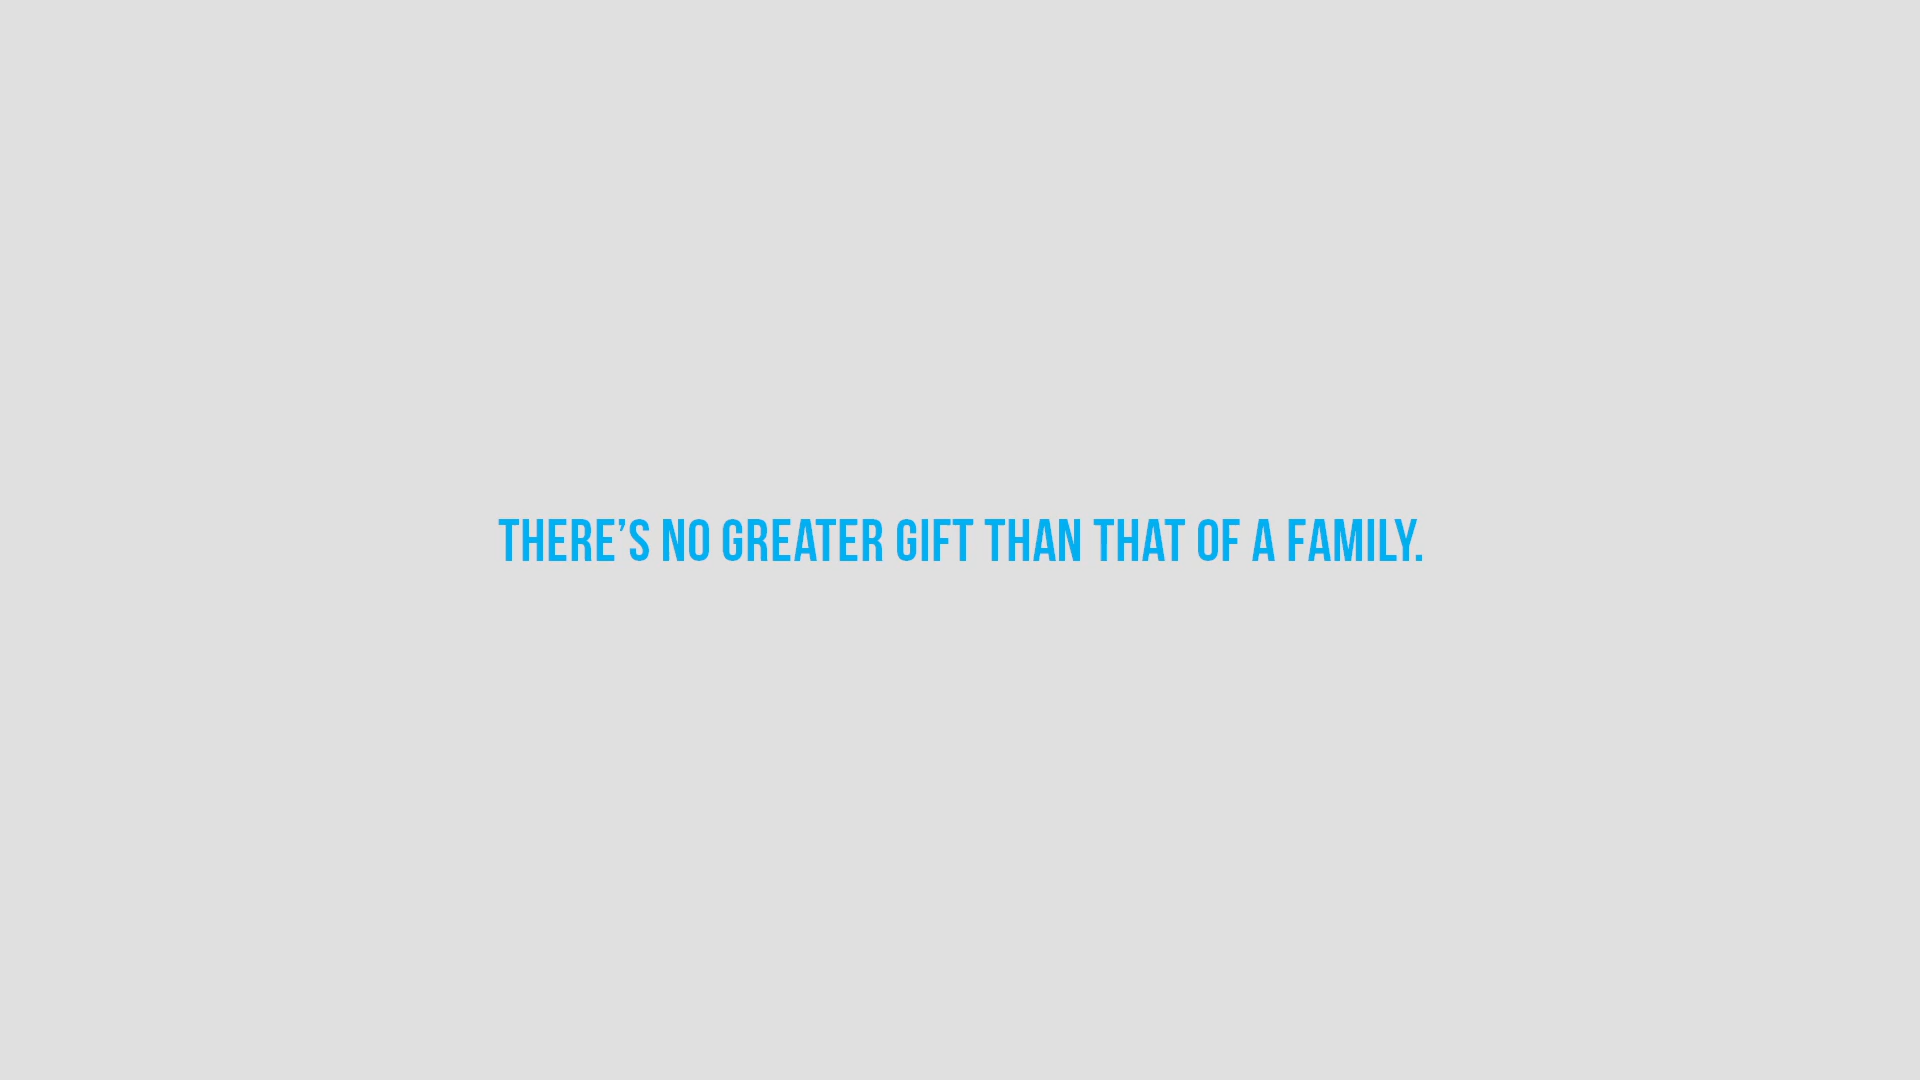 THERE’S NO GREATER GIFT THAN THAT OF A FAMILY.